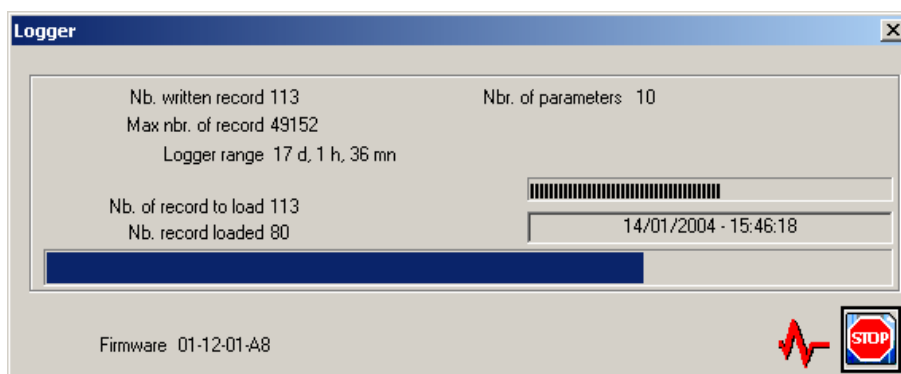 Logger
Nb. written record 113 Nbr. of parameters 10
Max nbr. of record 49152
Logger range 17 d, 1 h, 36 mn
Nb. of record to load 113
Nb. record loaded 80 14/01/2004 - 15:46:18
Firmware 01-12-01-A8
STOP